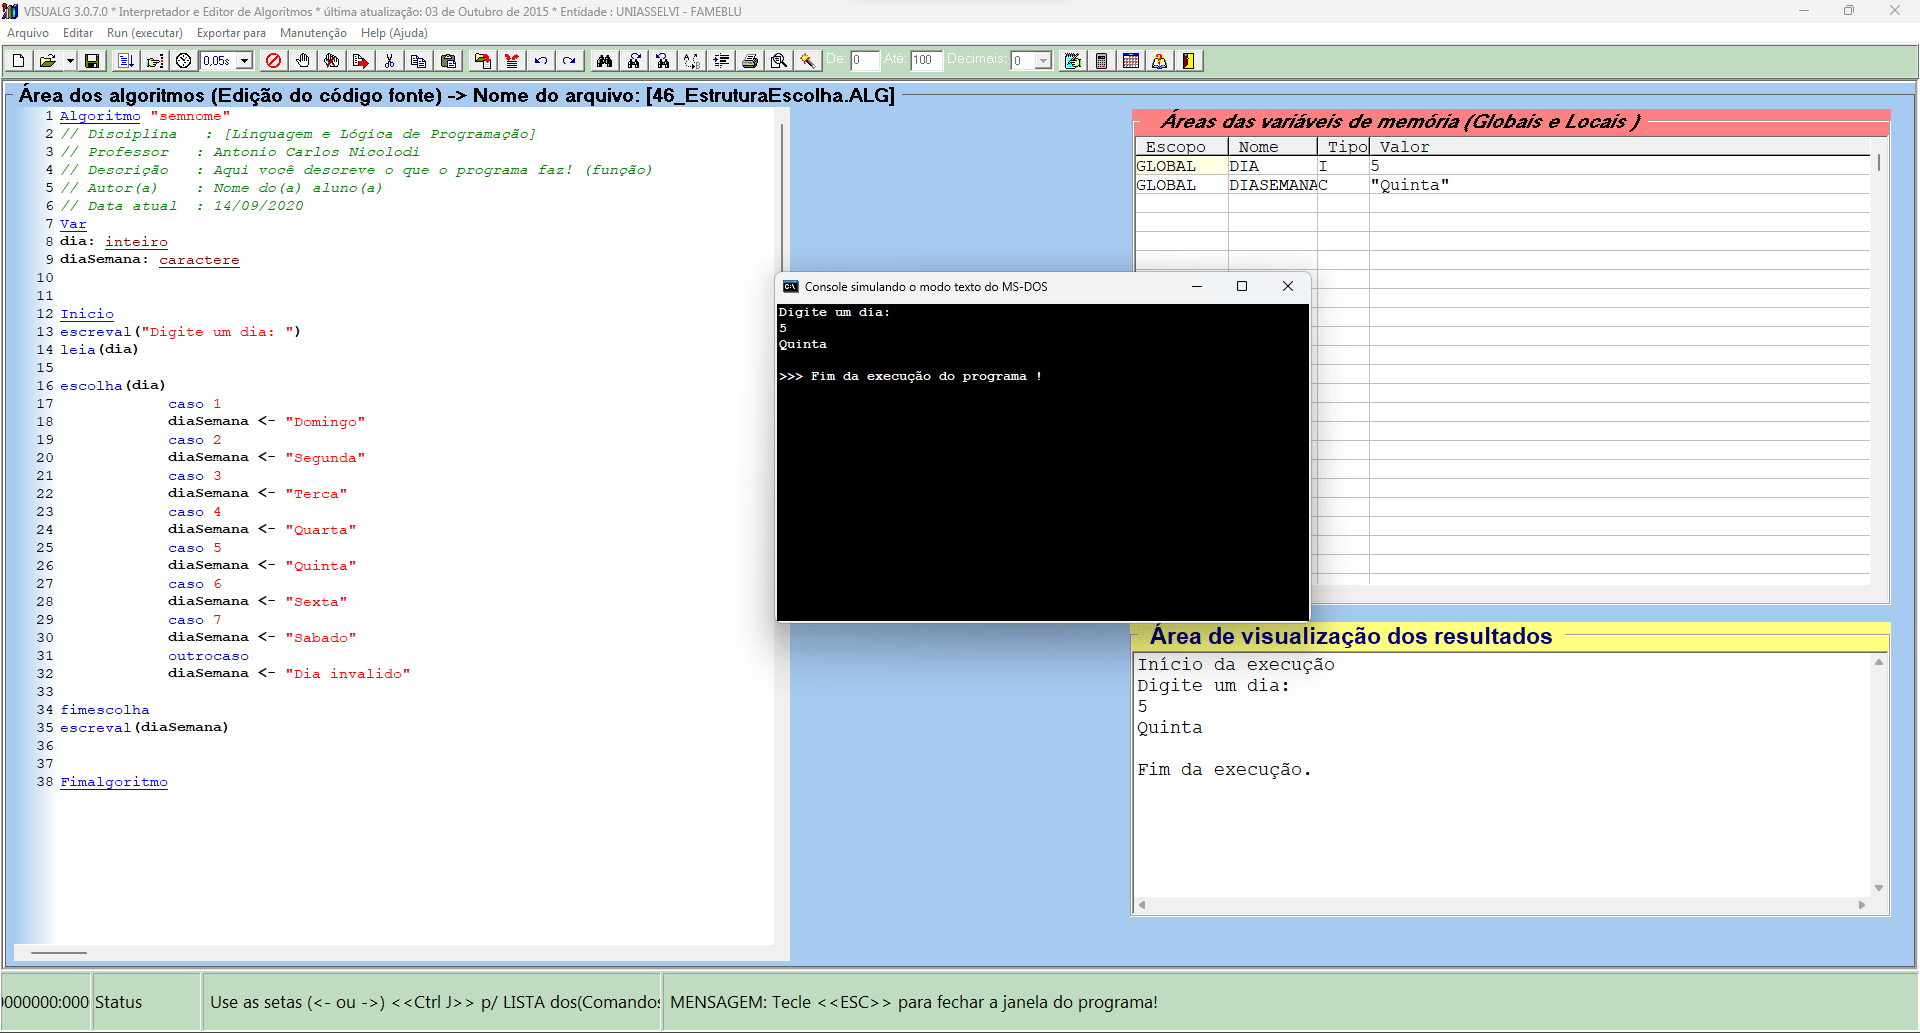 VISUALG 3.0.7.0 * Interpretador e Editor de Algoritmos * última atualização: 03 de Outubro de 2015 * Entidade : UNIASSELVI - FAMEBLU
Arquivo Editar Run (executar) Exportar para Manutenção Help (Ajuda)
0,05s De: 0 Até: 100 Decimais: 0
Área dos algoritmos (Edição do código fonte) -> Nome do arquivo: [46_EstruturaEscolha.ALG]
1 Algoritmo "semnome"
2 // Disciplina : [Linguagem e Lógica de Programação]
3 // Professor : Antonio Carlos Nicolodi
4 // Descrição : Aqui você descreve o que o programa faz! (função)
5 // Autor(a) : Nome do(a) aluno(a)
6 // Data atual : 14/09/2020
7 Var
8 dia: inteiro
9 diaSemana: caractere
10
11
12 Inicio
13 escreval("Digite um dia: ")
14 leia(dia)
15
16 escolha(dia)
17 caso 1
18 diaSemana <- "Domingo"
19 caso 2
20 diaSemana <- "Segunda"
21 caso 3
22 diaSemana <- "Terca"
23 caso 4
24 diaSemana <- "Quarta"
25 caso 5
26 diaSemana <- "Quinta"
27 caso 6
28 diaSemana <- "Sexta"
29 caso 7
30 diaSemana <- "Sabado"
31 outrocaso
32 diaSemana <- "Dia invalido"
33
34 fimescolha
35 escreval(diaSemana)
36
37
38 Fimalgoritmo
Console simulando o modo texto do MS-DOS
Digite um dia:
5
Quinta
>>> Fim da execução do programa !
Áreas das variáveis de memória (Globais e Locais )
Escopo Nome Tipo Valor
GLOBAL DIA I 5
GLOBAL DIASEMANA C "Quinta"
Área de visualização dos resultados
Início da execução
Digite um dia:
5
Quinta
Fim da execução.
0000000:000 Status Use as setas (<- ou ->) <<Ctrl J>> p/ LISTA dos(Comandos MENSAGEM: Tecle <<ESC>> para fechar a janela do programa!